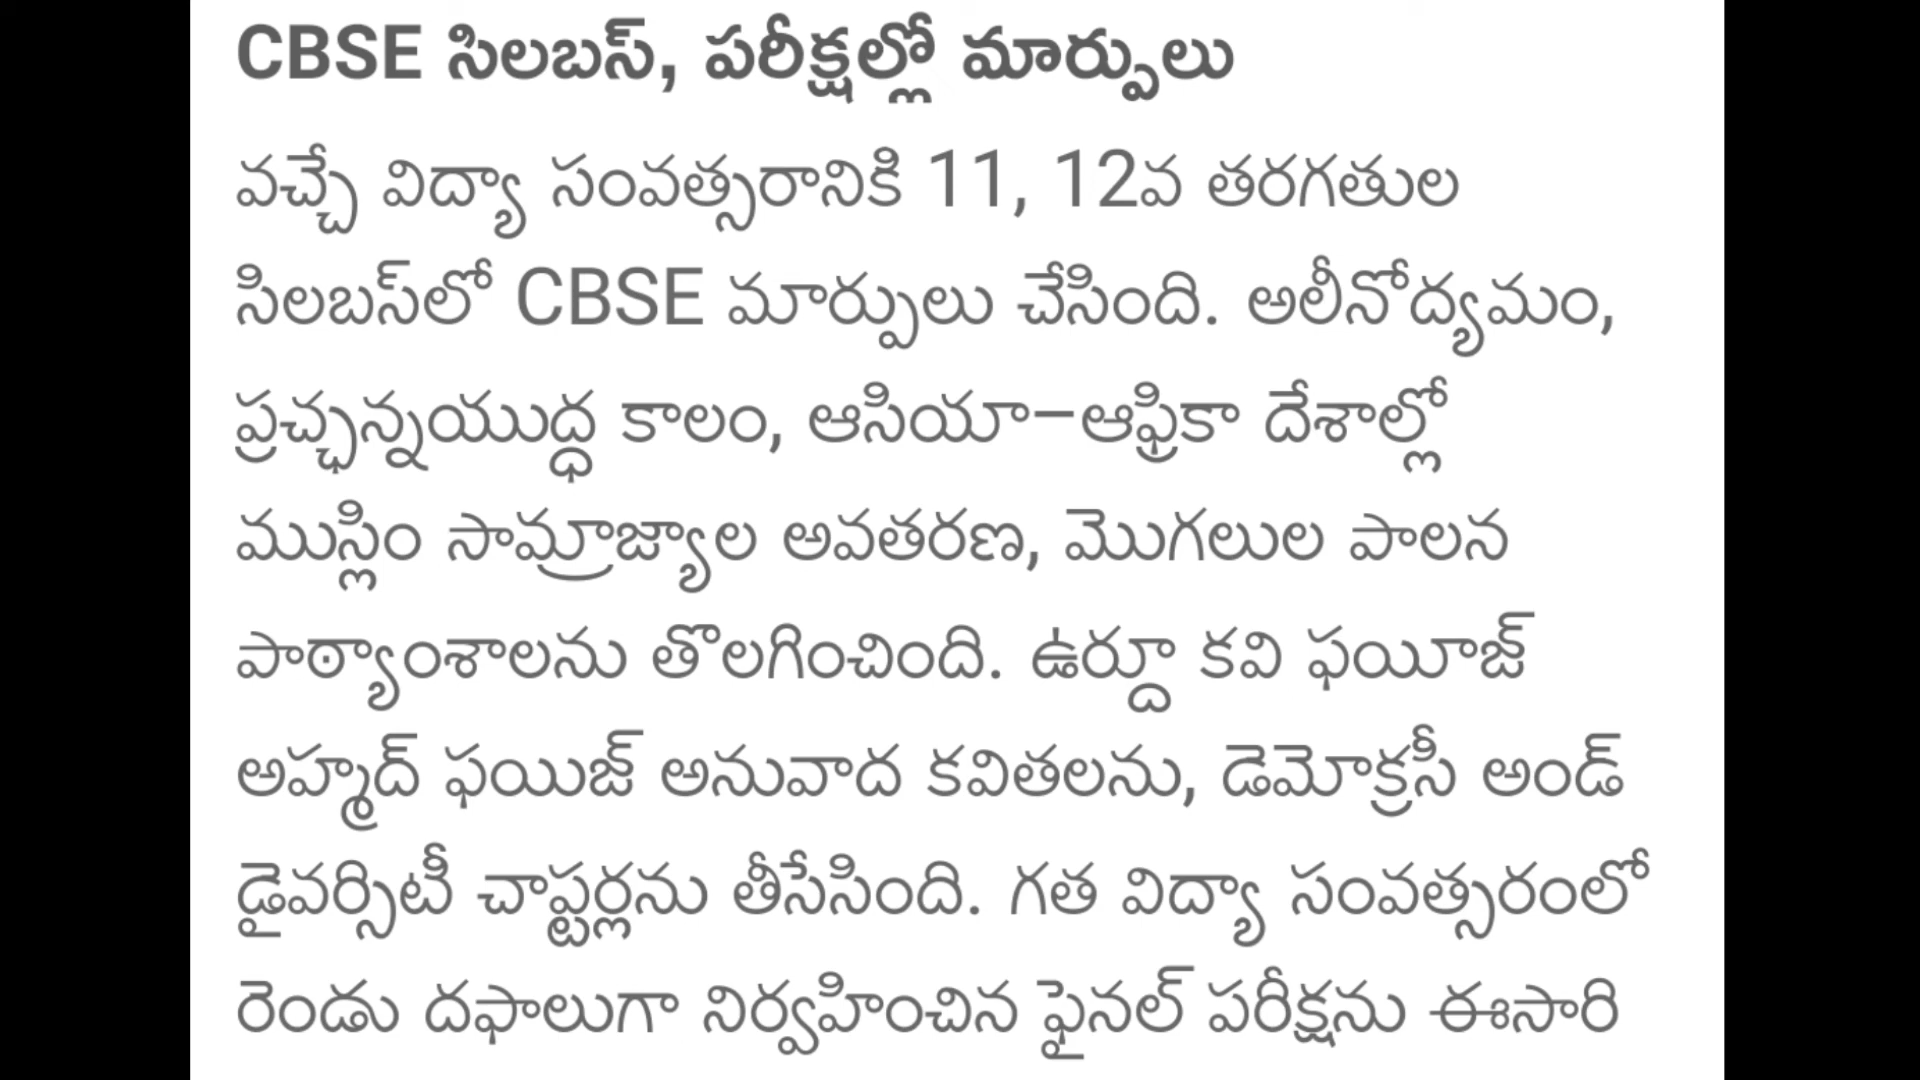 CBSE సిలబస్, పరీక్షల్లో మార్పులు
వచ్చే విద్యా సంవత్సరానికి 11, 12వ తరగతుల
సిలబస్‌లో CBSE మార్పులు చేసింది. అలీనోద్యమం,
ప్రచ్ఛన్నయుద్ధ కాలం, ఆసియా–ఆఫ్రికా దేశాల్లో
ముస్లిం సామ్రాజ్యాల అవతరణ, మొగలుల పాలన
పాఠ్యాంశాలను తొలగించింది. ఉర్దూ కవి ఫయీజ్
అహ్మద్ ఫయిజ్ అనువాద కవితలను, డెమోక్రసీ అండ్
డైవర్సిటీ చాప్టర్లను తీసేసింది. గత విద్యా సంవత్సరంలో
రెండు దఫాలుగా నిర్వహించిన ఫైనల్ పరీక్షను ఈసారి